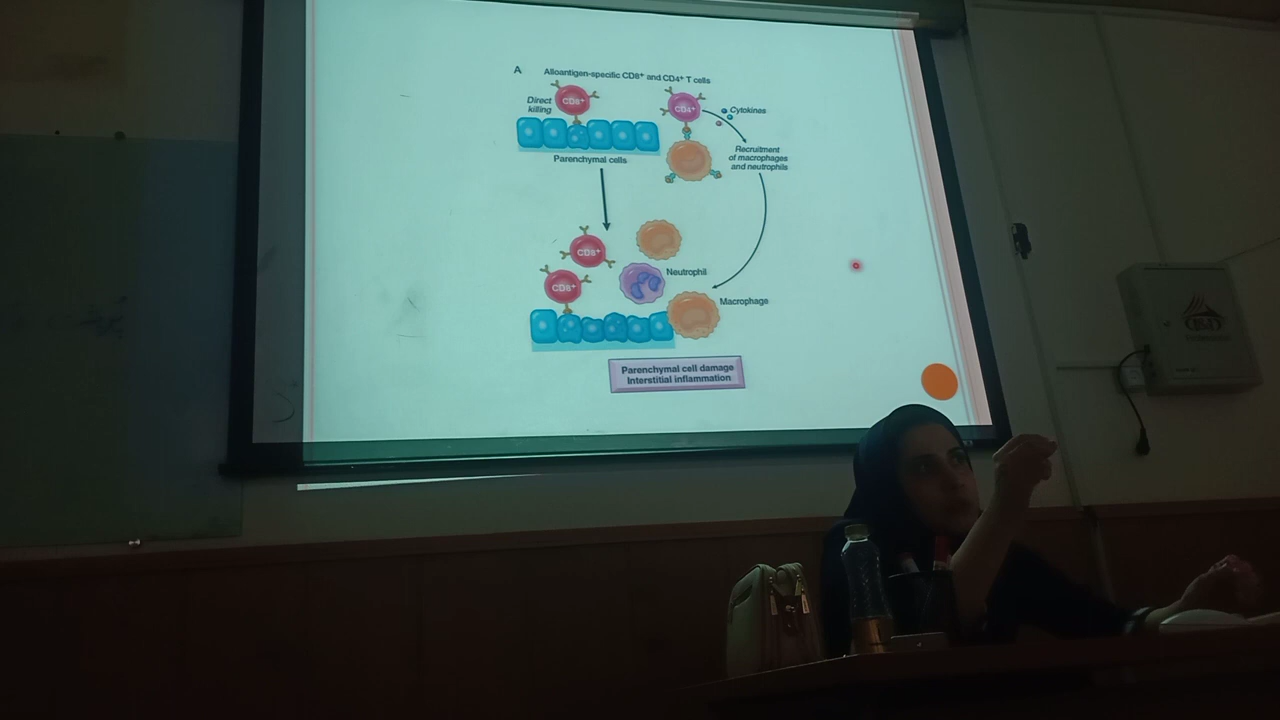 A
Alloantigen-specific CD8+ and CD4+ T cells
Direct
killing
CD8+
CD4+
Cytokines
Parenchymal cells
Recruitment
of macrophages
and neutrophils
CD8+
CD8+
Neutrophil
Macrophage
Parenchymal cell damage
Interstitial inflammation